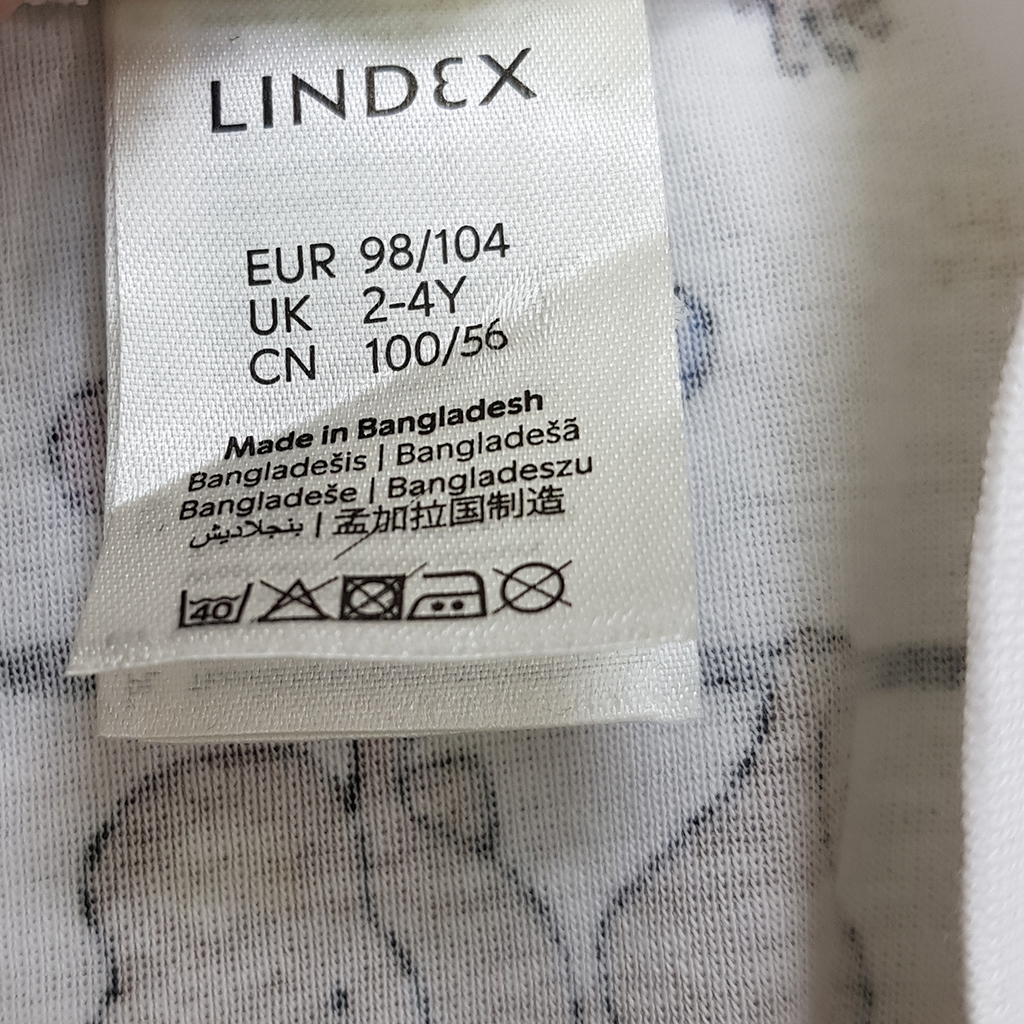 LINDEX
EUR 98/104
UK 2-4Y
CN 100/56
Made in Bangladesh
Bangladešis | Bangladešā
Bangladeše | Bangladeszu
بنجلاديش | 孟加拉国制造
40